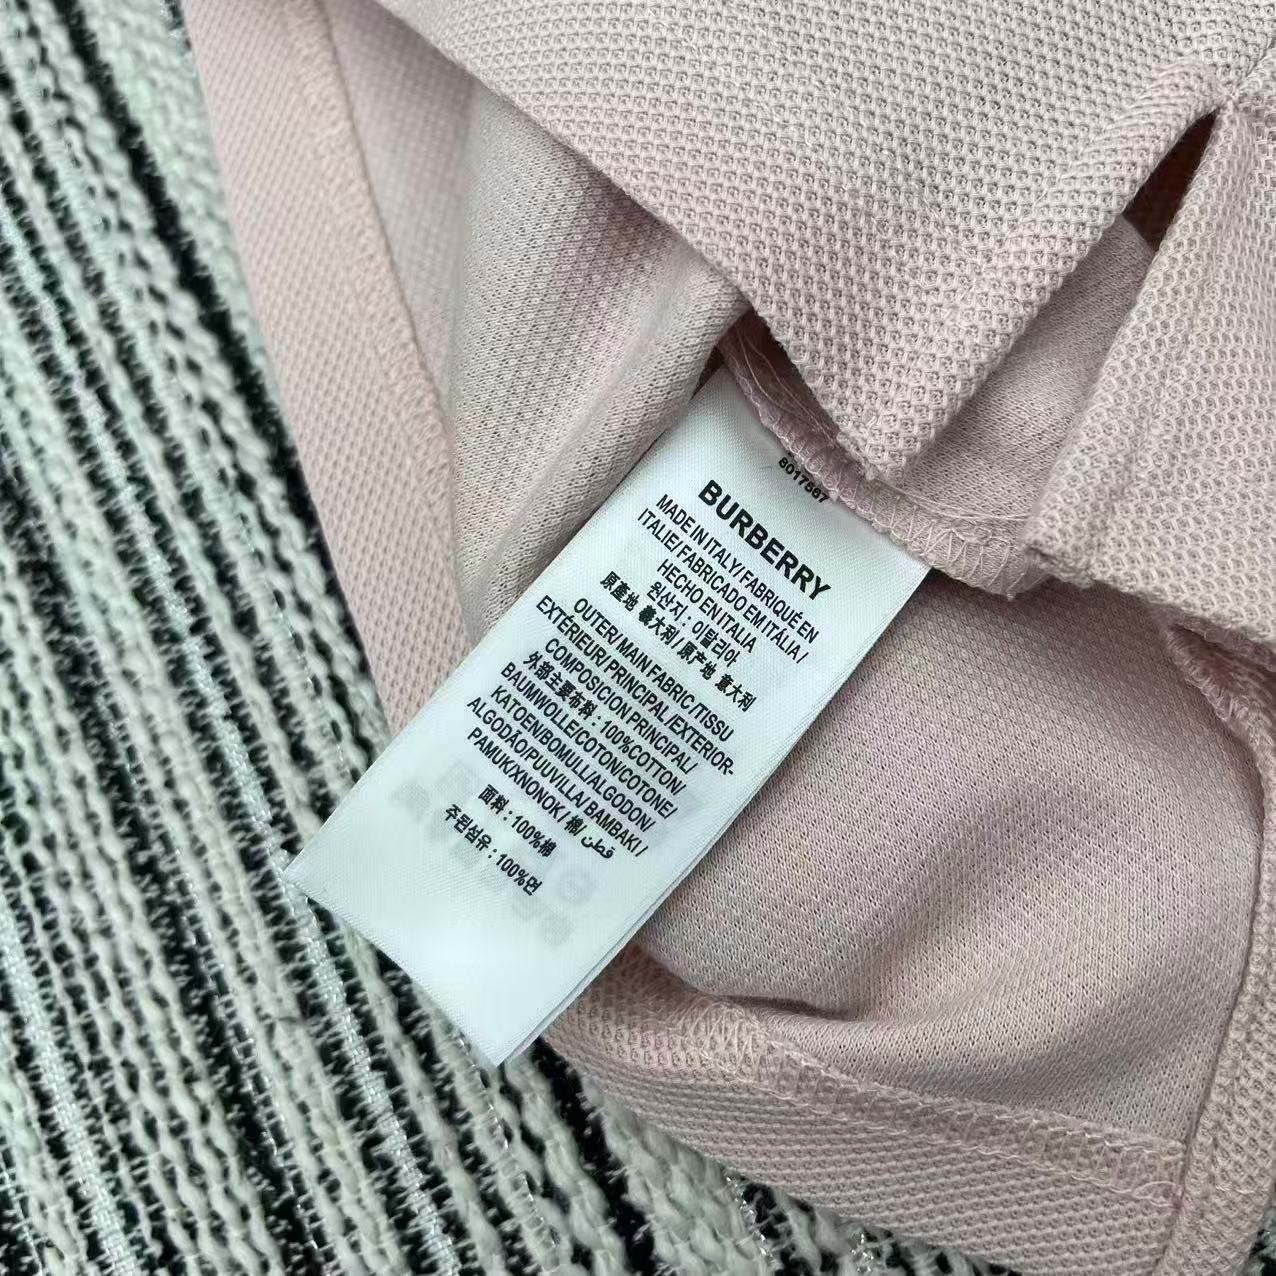 8017567
BURBERRY
MADE IN ITALY/FABRIQUÉ EN
ITALIE/FABRICADO EM ITALIA/
HECHO EN ITALIA
원산지: 이탈리아
原產地 義大利/原产地 意大利
OUTER/MAIN FABRIC/TISSU
EXTÉRIEUR/PRINCIPAL/EXTERIOR-
COMPOSICION PRINCIPAL/
外部主要布料:100%COTTON/
BAUMWOLLE/COTON/COTONE/
KATOEN/BOMULL/ALGODON/
ALGODÃO/PUUVILLA/BAMBAKI/
PAMUK/XNONOK/棉/قطن
面料:100%棉
주된섬유:100%면